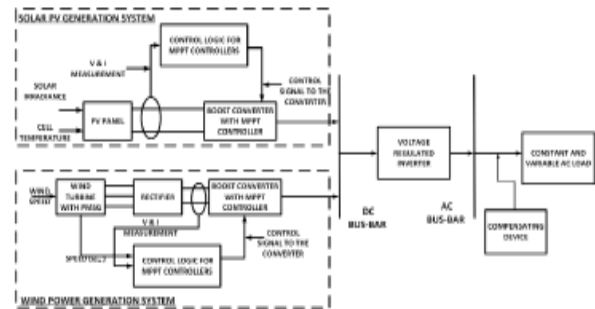 SOLAR PV GENERATION SYSTEM
CONTROL LOGIC FOR
MPPT CONTROLLERS
V & I
MEASUREMENT
SOLAR
IRRADIANCE
CONTROL
SIGNAL TO THE
CONVERTER
PV PANEL
BOOST CONVERTER
WITH MPPT
CONTROLLER
CELL
TEMPERATURE
VOLTAGE
REGULATED
INVERTER
CONSTANT AND
VARIABLE AC LOAD
WIND
SPEED
WIND
TURBINE
WITH PMSG
RECTIFIER
BOOST CONVERTER
WITH MPPT
CONTROLLER
DC
BUS-BAR
AC
BUS-BAR
COMPENSATING
DEVICE
V & I
MEASUREMENT
CONTROL
SIGNAL TO THE
CONVERTER
CONTROL LOGIC FOR
MPPT CONTROLLERS
WIND POWER GENERATION SYSTEM